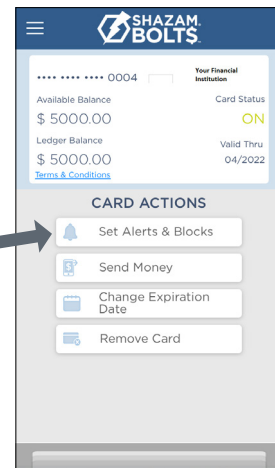 SHAZAM.
BOLT$.
•••• •••• •••• 0004
Your Financial
Institution
Available Balance
Card Status
$ 5000.00
ON
Ledger Balance
Valid Thru
$ 5000.00
04/2022
Terms & Conditions
CARD ACTIONS
Set Alerts & Blocks
Send Money
Change Expiration
Date
Remove Card